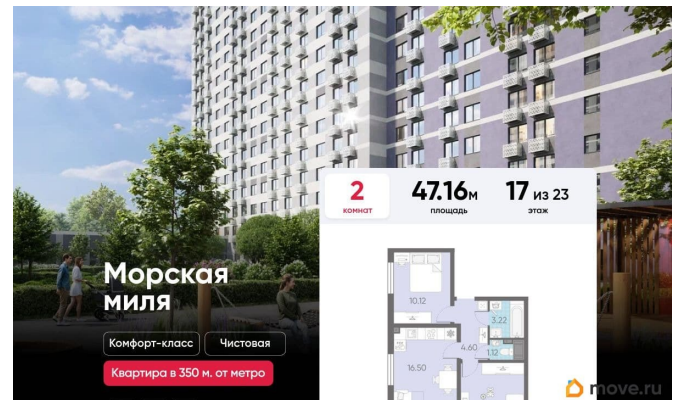 2
комнат
47.16м
площадь
17 из 23
этаж
Морская
миля
Комфорт-класс
Чистовая
Квартира в 350 м. от метро
10.12
3.22
4.60
1.12
16.50
move.ru